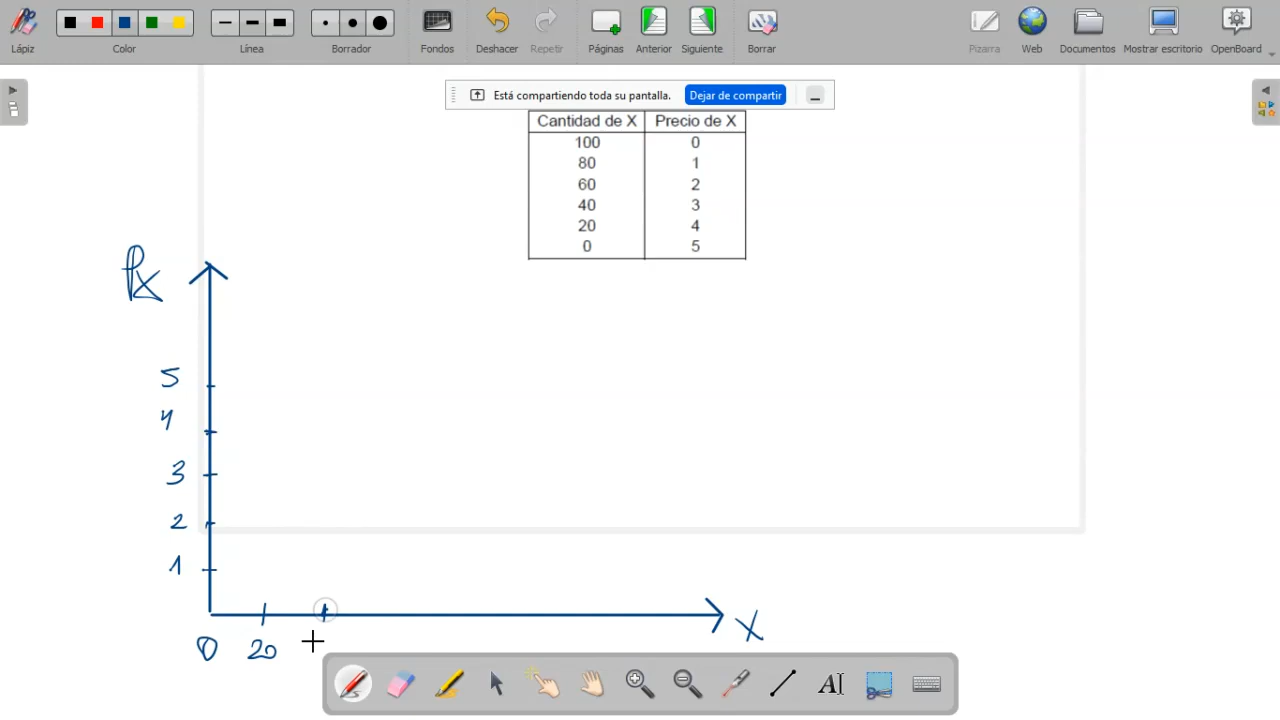 Lápiz Color Línea Borrador Fondos Deshacer Repetir Páginas Anterior Siguiente Borrar Pizarra Web Documentos Mostrar escritorio OpenBoard
Está compartiendo toda su pantalla. Dejar de compartir
Cantidad de X Precio de X
100 0
80 1
60 2
40 3
20 4
0 5
Px
5
4
3
2
1
0 20
X
AI